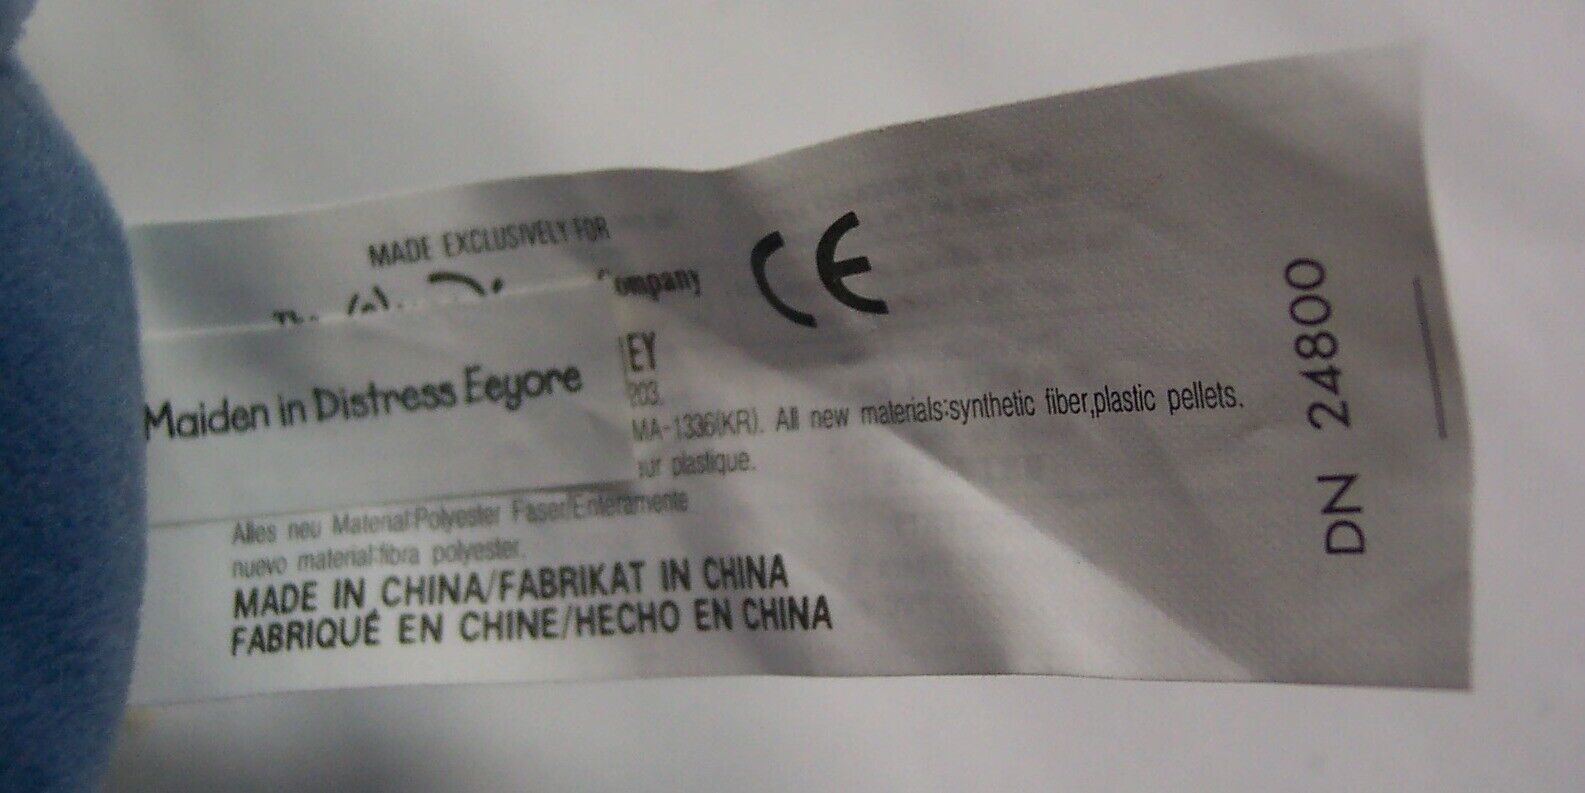 MADE EXCLUSIVELY FOR
Company
CE
Maiden in Distress Eeyore
EY
203.
MA-1336(KR). All new materials:synthetic fiber,plastic pellets.
sur plastique.
Alles neu Material:Polyester Faser/Enteramente
nuevo material:fibra polyester.
MADE IN CHINA/FABRIKAT IN CHINA
FABRIQUÉ EN CHINE/HECHO EN CHINA
DN 24800